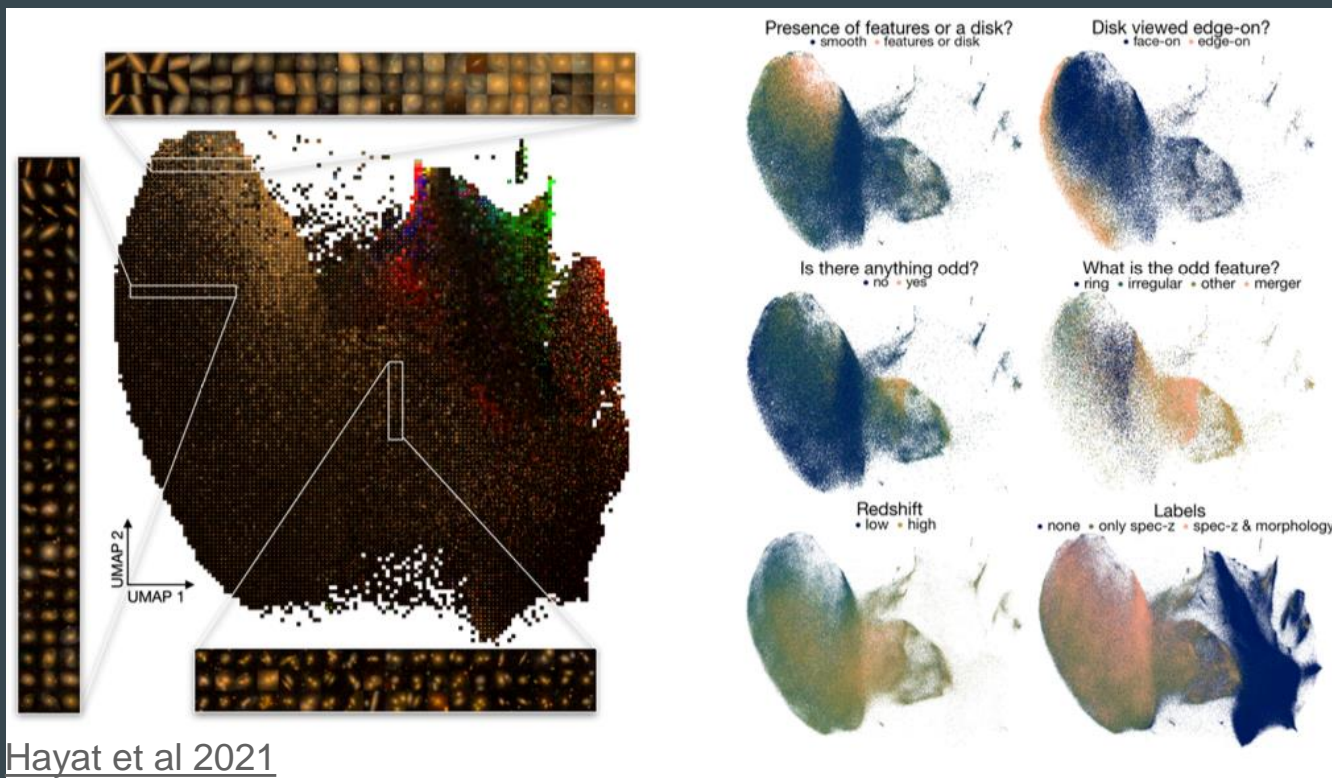 Presence of features or a disk?
• smooth • features or disk
Disk viewed edge-on?
• face-on • edge-on
Is there anything odd?
• no • yes
What is the odd feature?
• ring • irregular • other • merger
UMAP 2
UMAP 1
Redshift
• low • high
Labels
• none • only spec-z • spec-z & morphology
Hayat et al 2021